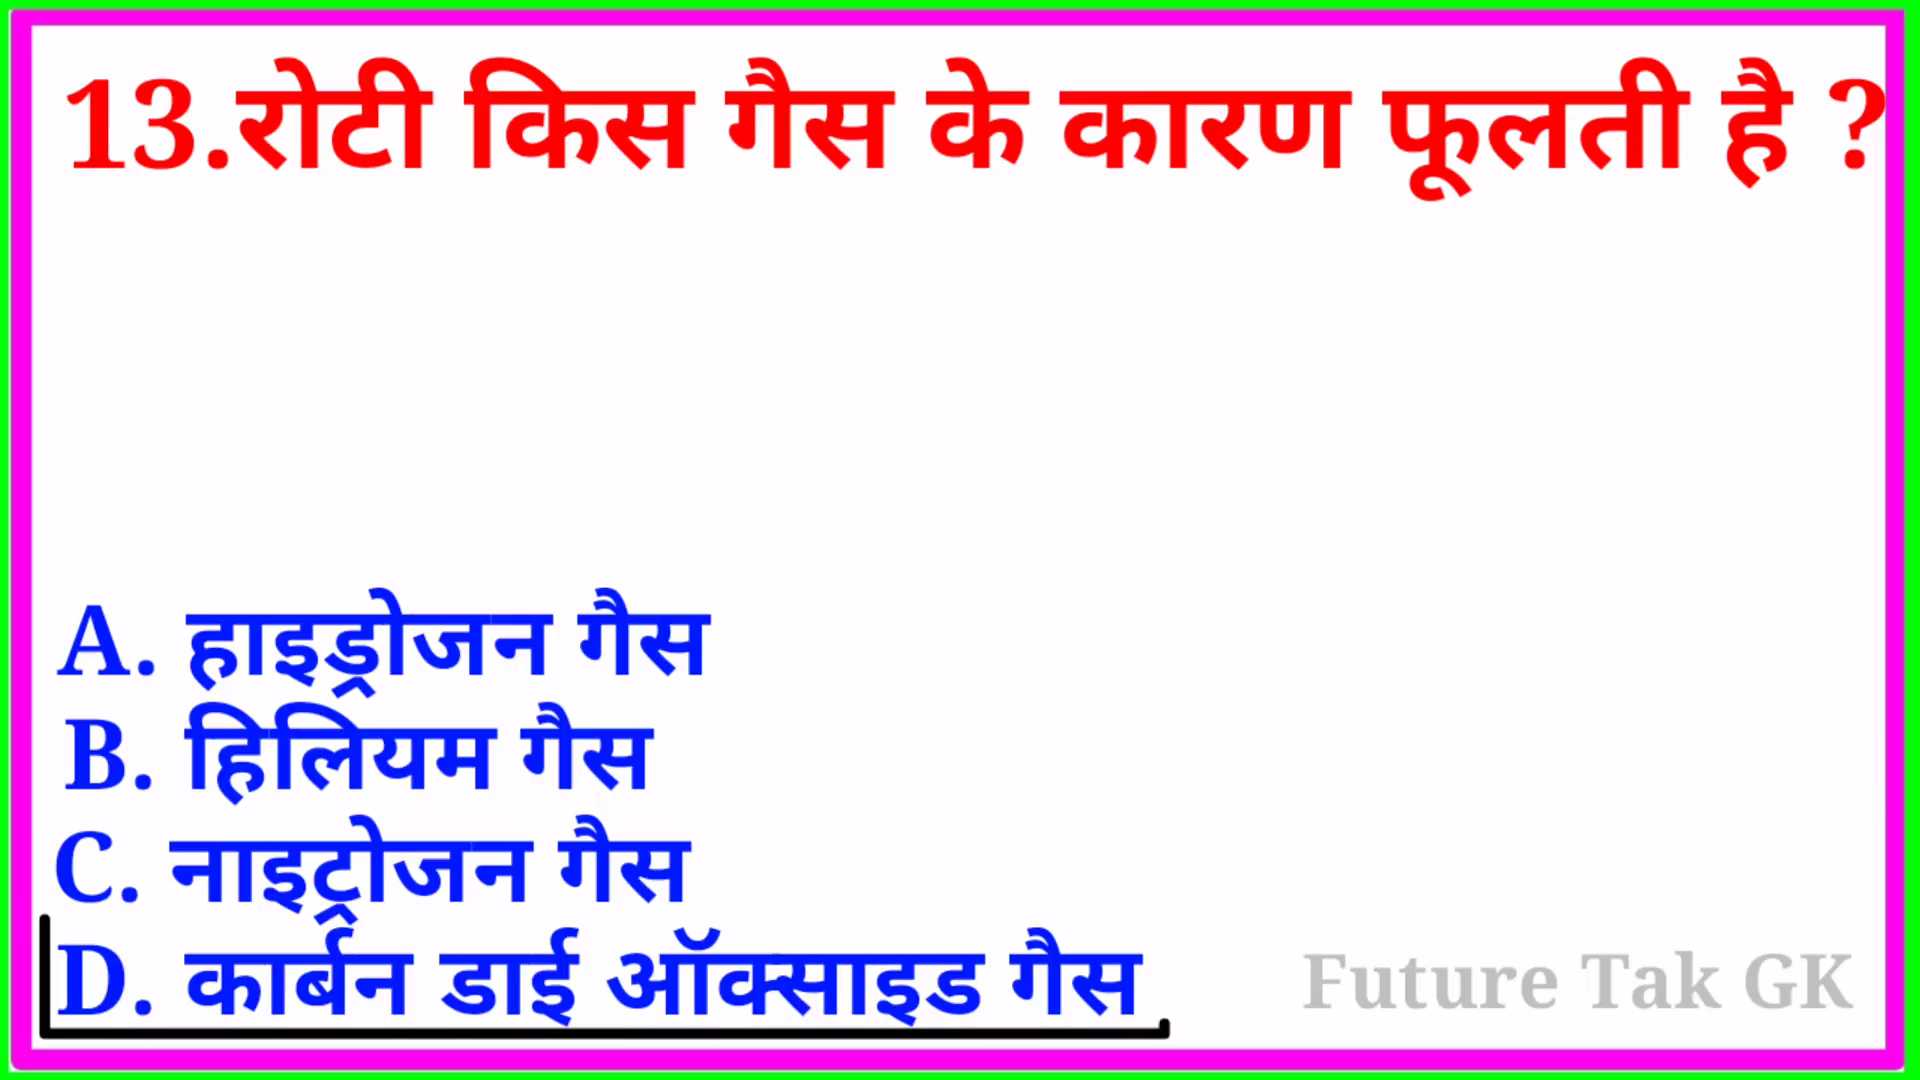 13.रोटी किस गैस के कारण फूलती है ?
A. हाइड्रोजन गैस
B. हिलियम गैस
C. नाइट्रोजन गैस
D. कार्बन डाई ऑक्साइड गैस
Future Tak GK